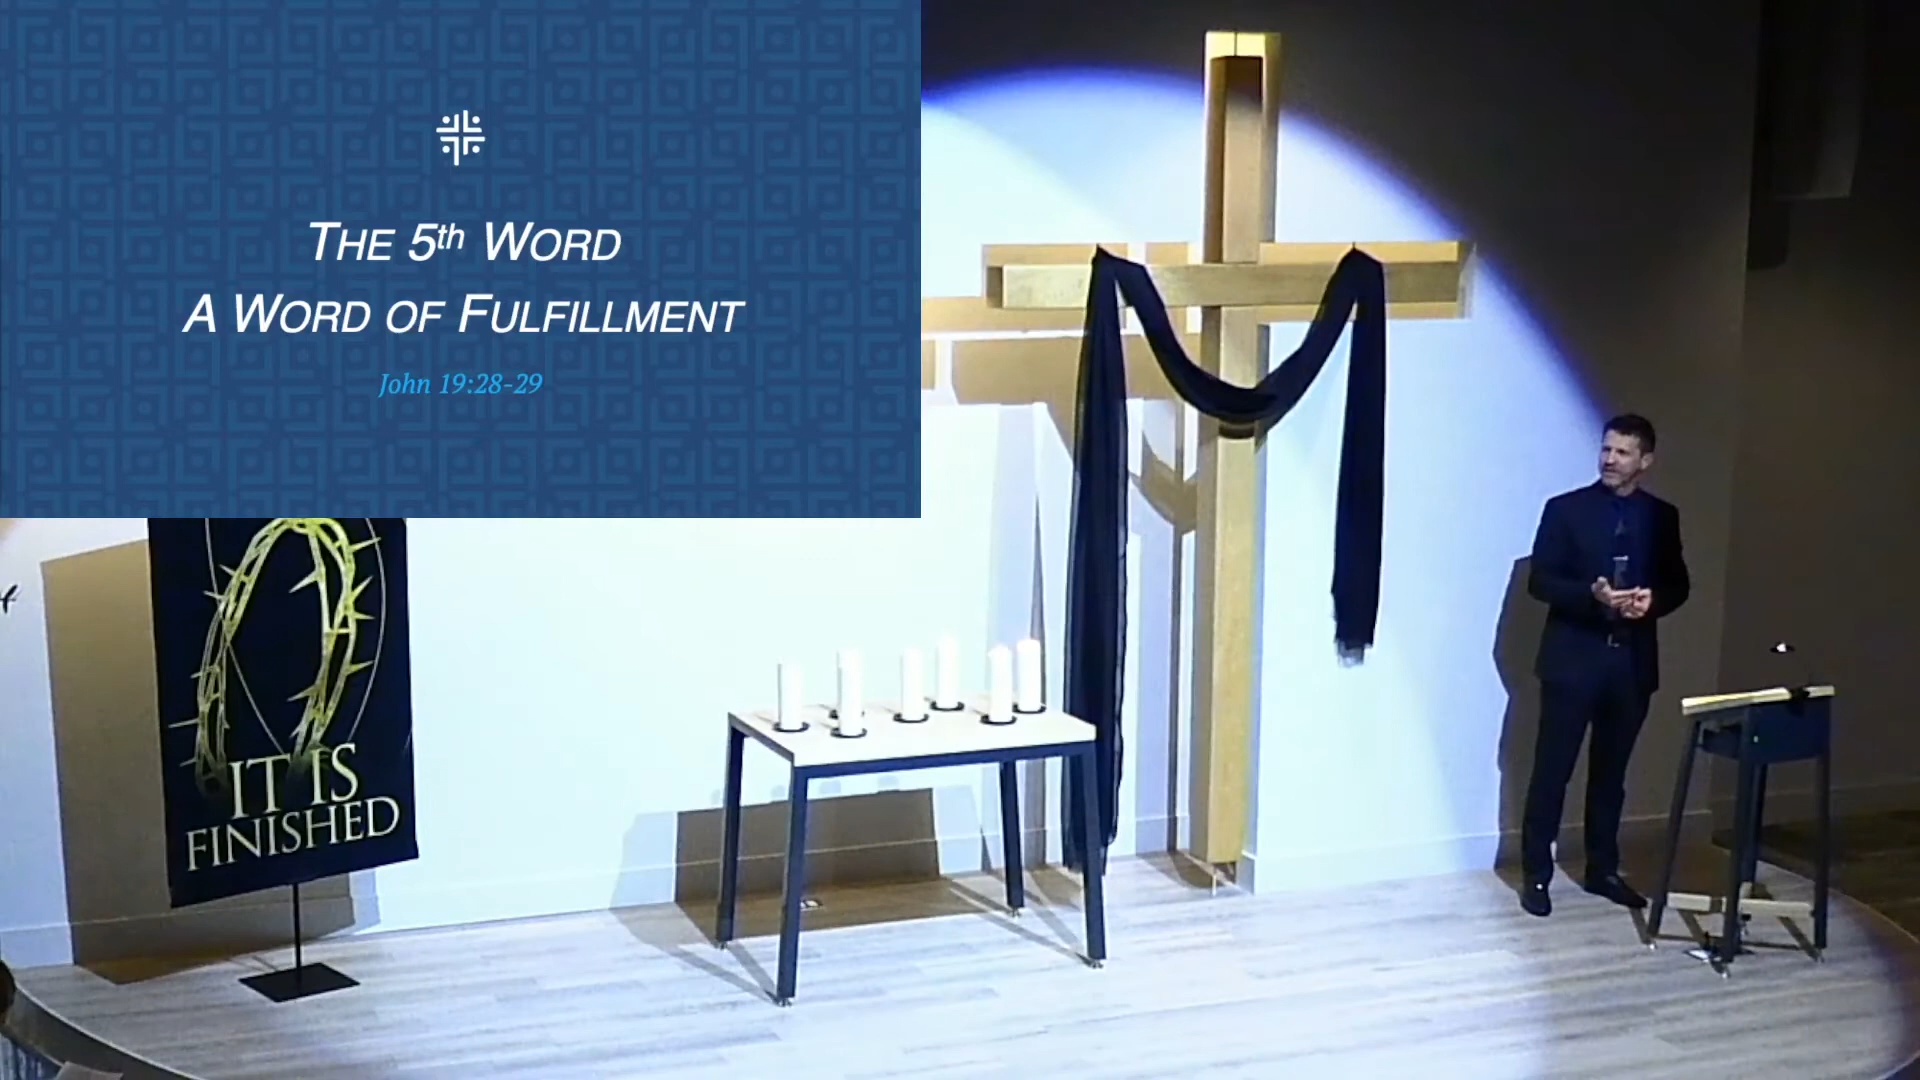 THE 5th WORD
A WORD OF FULFILLMENT
John 19:28-29
IT IS
FINISHED